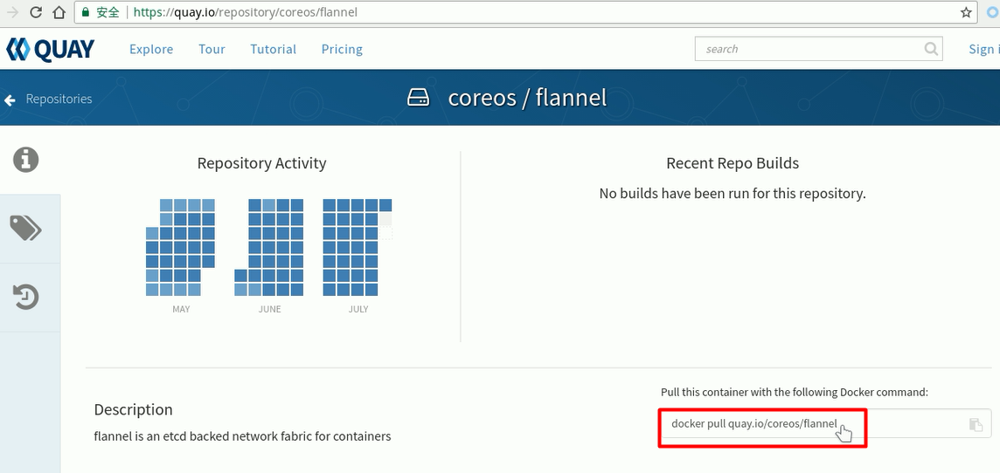 安全 https://quay.io/repository/coreos/flannel
QUAY Explore Tour Tutorial Pricing search Sign i
Repositories coreos / flannel
Repository Activity
MAY JUNE JULY
Recent Repo Builds
No builds have been run for this repository.
Description
flannel is an etcd backed network fabric for containers
Pull this container with the following Docker command:
docker pull quay.io/coreos/flannel